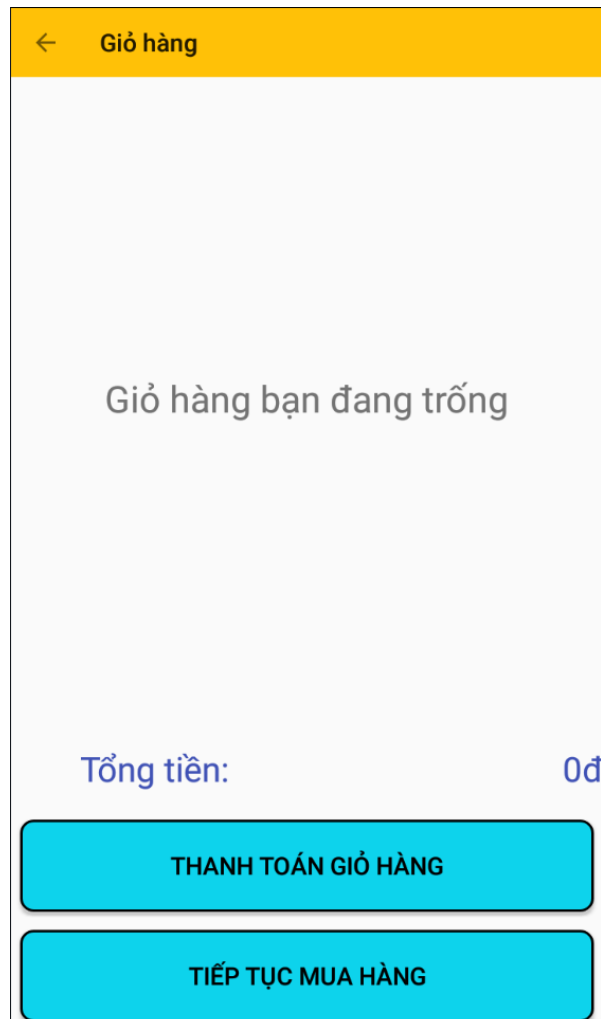 Giỏ hàng
Giỏ hàng bạn đang trống
Tổng tiền: 0đ
THANH TOÁN GIỎ HÀNG
TIẾP TỤC MUA HÀNG